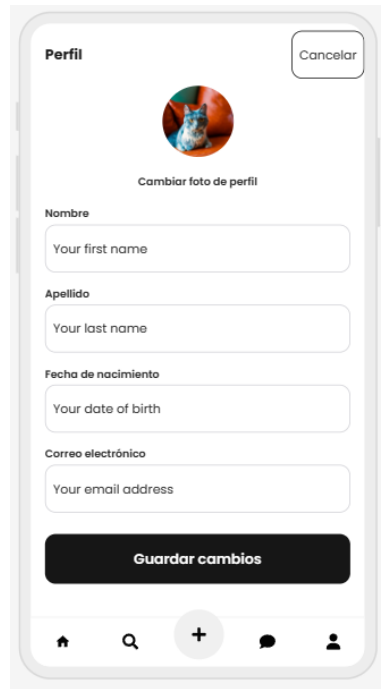 Perfil
Cancelar
Cambiar foto de perfil
Nombre
Your first name
Apellido
Your last name
Fecha de nacimiento
Your date of birth
Correo electrónico
Your email address
Guardar cambios